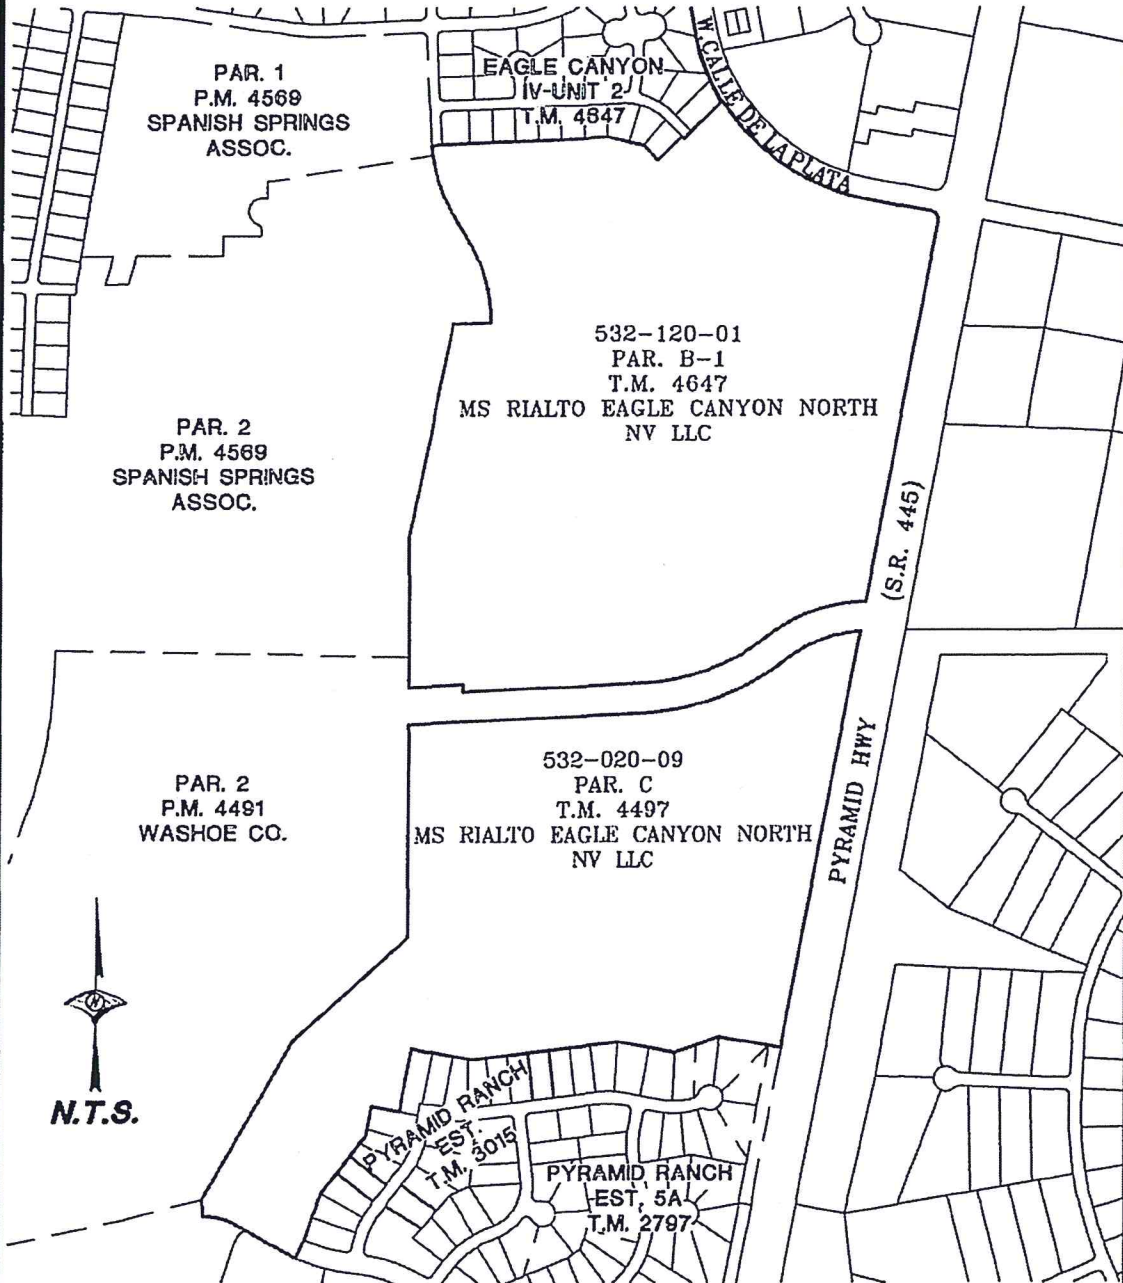 PAR. 1
P.M. 4569
SPANISH SPRINGS
ASSOC.
EAGLE CANYON
IV-UNIT 2
T.M. 4647
W. CALLE DE LA PLATA
532-120-01
PAR. B-1
T.M. 4647
MS RIALTO EAGLE CANYON NORTH
NV LLC
PAR. 2
P.M. 4569
SPANISH SPRINGS
ASSOC.
(S.R. 445)
PYRAMID HWY
532-020-09
PAR. C
T.M. 4497
MS RIALTO EAGLE CANYON NORTH
NV LLC
PAR. 2
P.M. 4491
WASHOE CO.
N
N.T.S.
PYRAMID RANCH
EST.
T.M. 3015
PYRAMID RANCH
EST. 5A
T.M. 2797